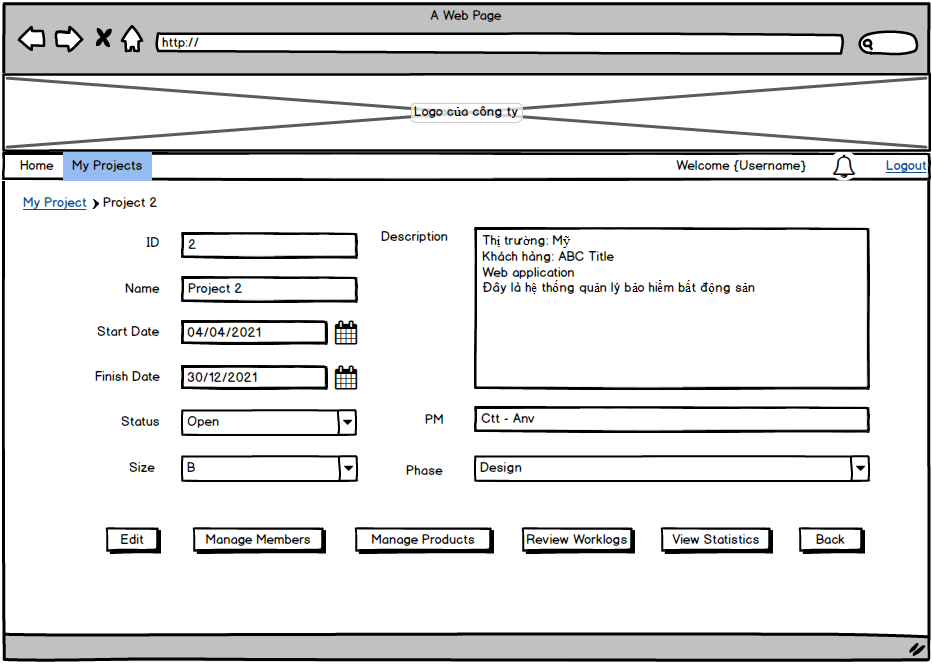 A Web Page
http://
Logo của công ty
Home My Projects Welcome {Username} Logout
My Project Project 2
ID 2
Name Project 2
Start Date 04/04/2021
Finish Date 30/12/2021
Status Open
Size B
Description
Thị trường: Mỹ
Khách hàng: ABC Title
Web application
Đây là hệ thống quản lý bảo hiểm bất động sản
PM Ctt - Anv
Phase Design
Edit Manage Members Manage Products Review Worklogs View Statistics Back